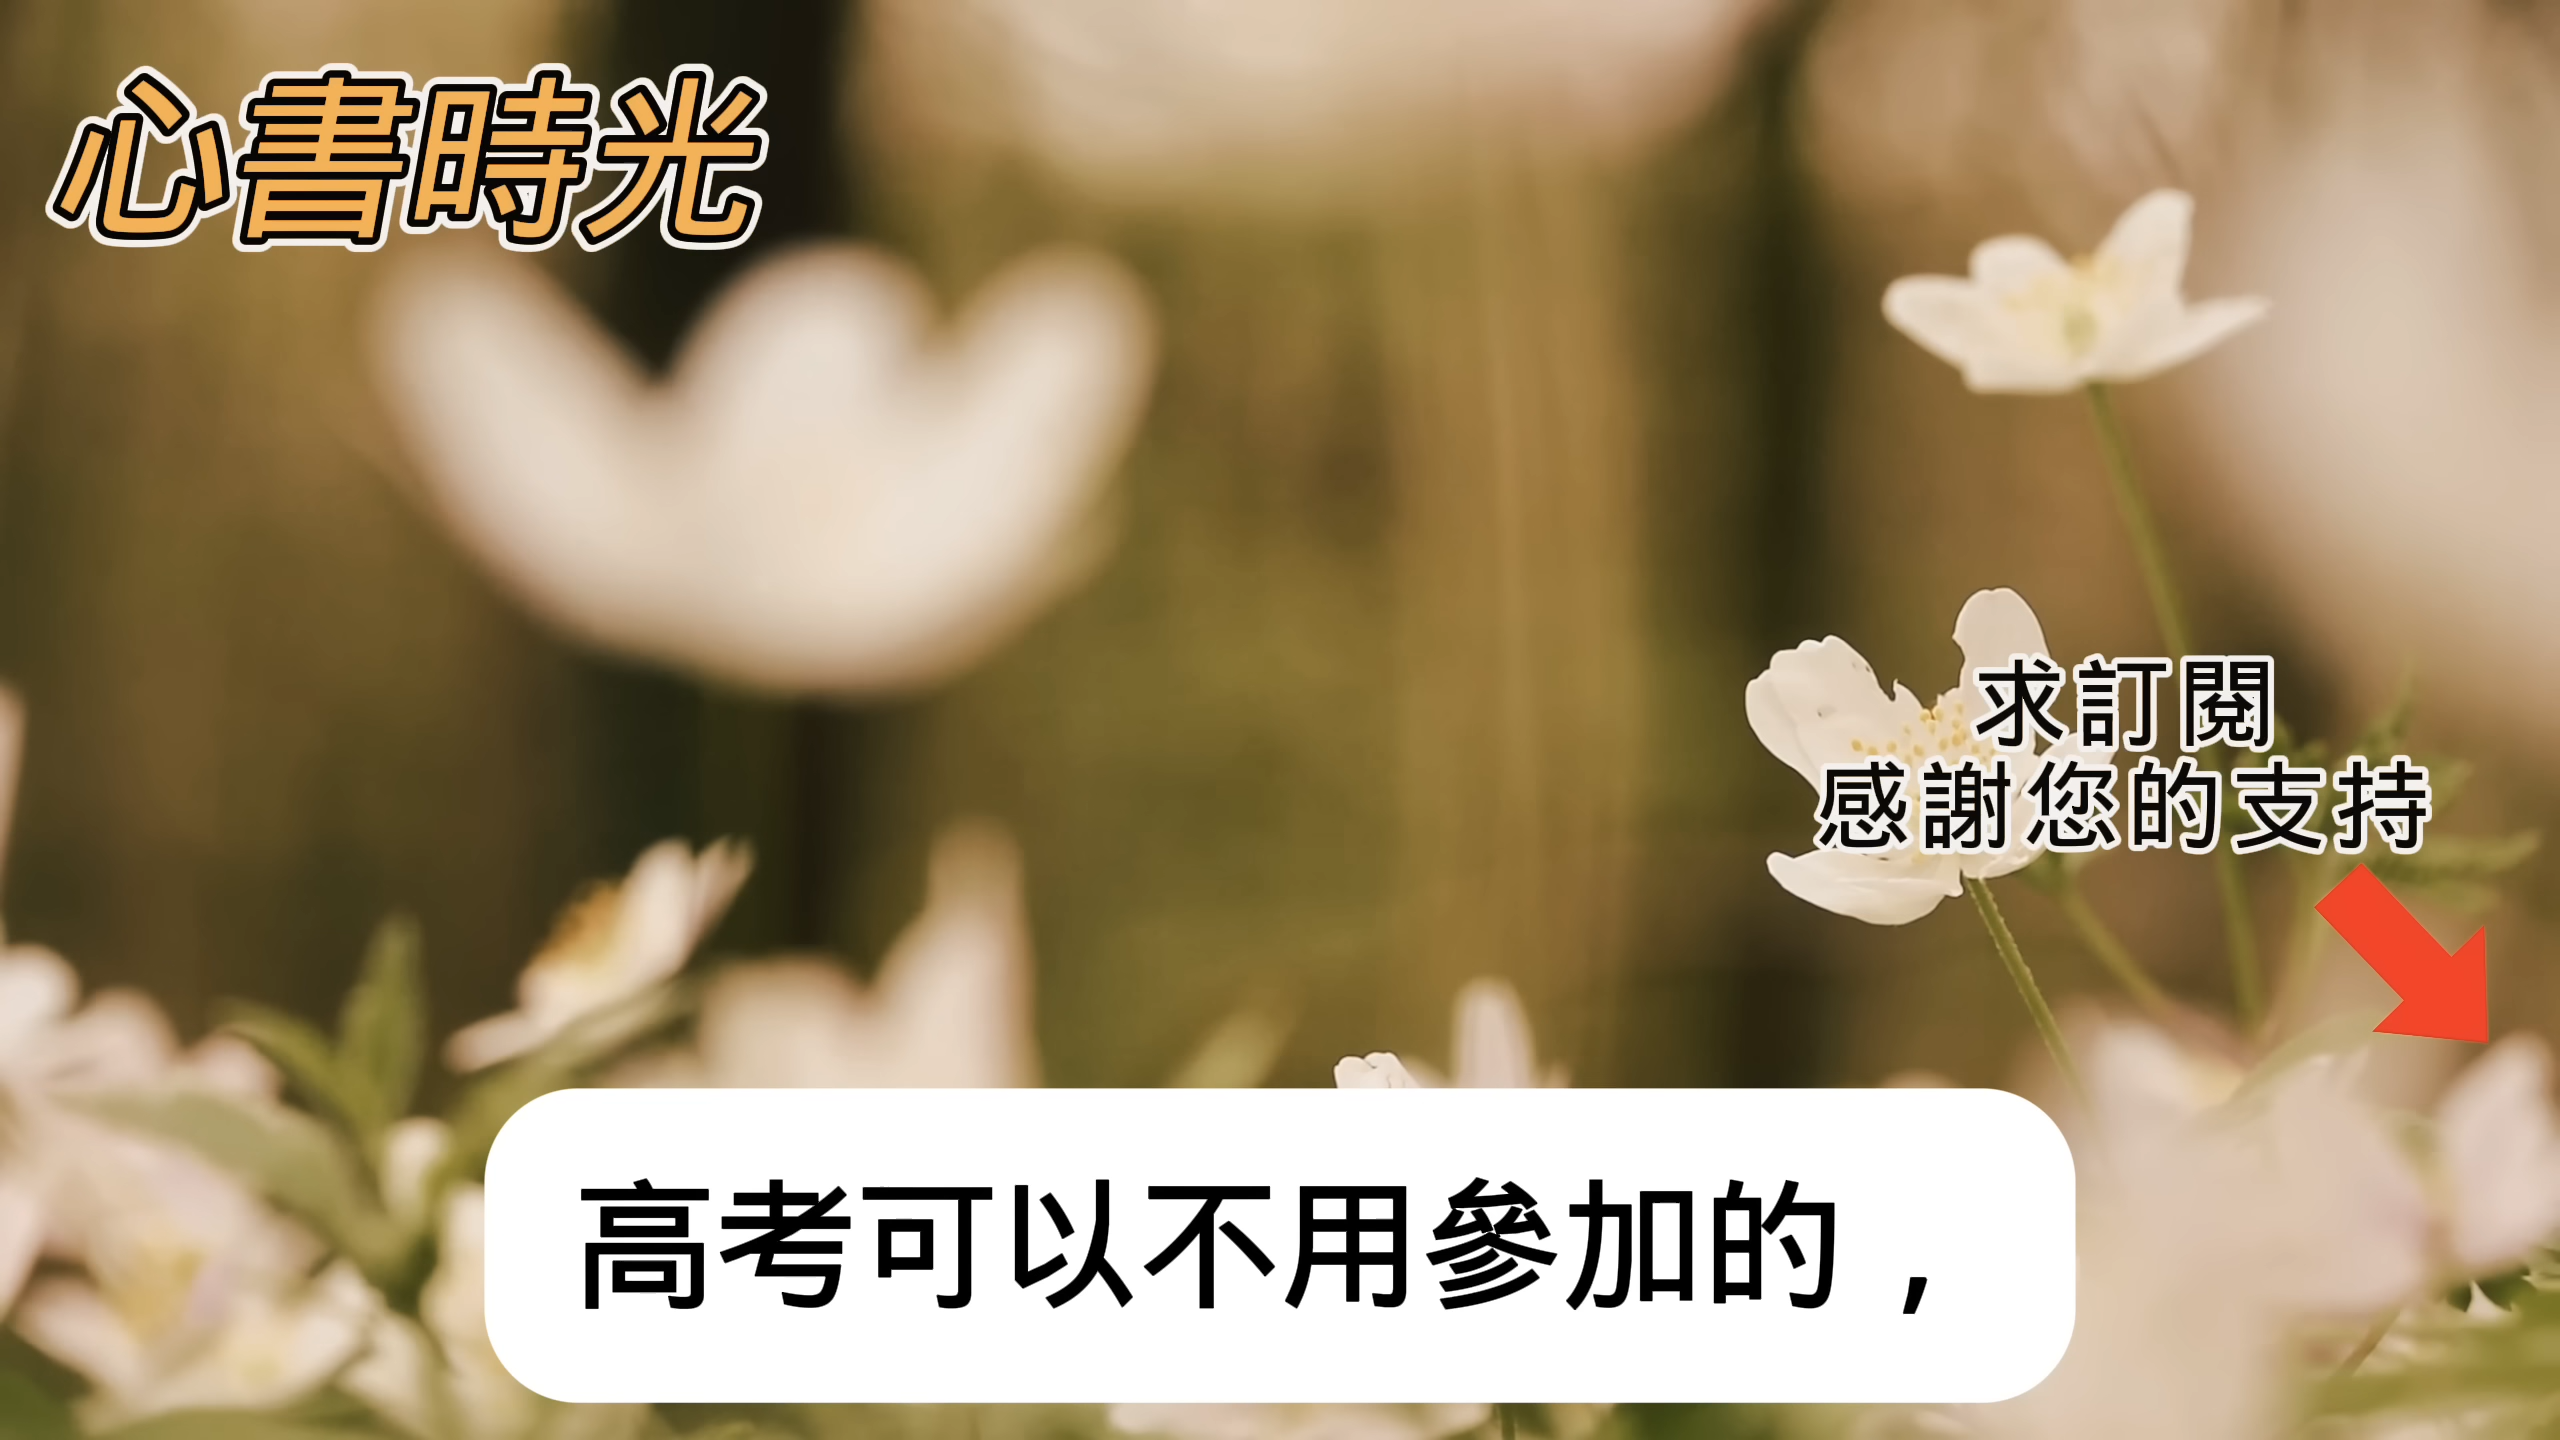 心書時光
求訂閱
感謝您的支持
高考可以不用參加的，